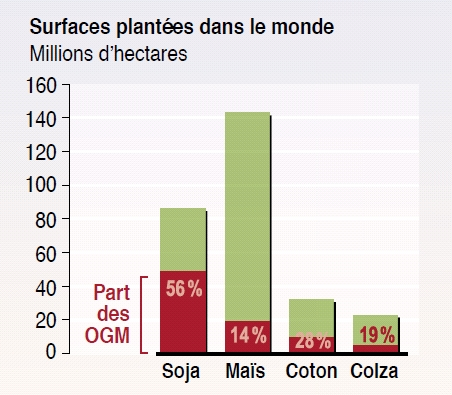 Surfaces plantées dans le monde
Millions d'hectares
160
140
120
100
80
60
40
20
0
Part
des
OGM
56%
14%
28%
19%
Soja Maïs Coton Colza